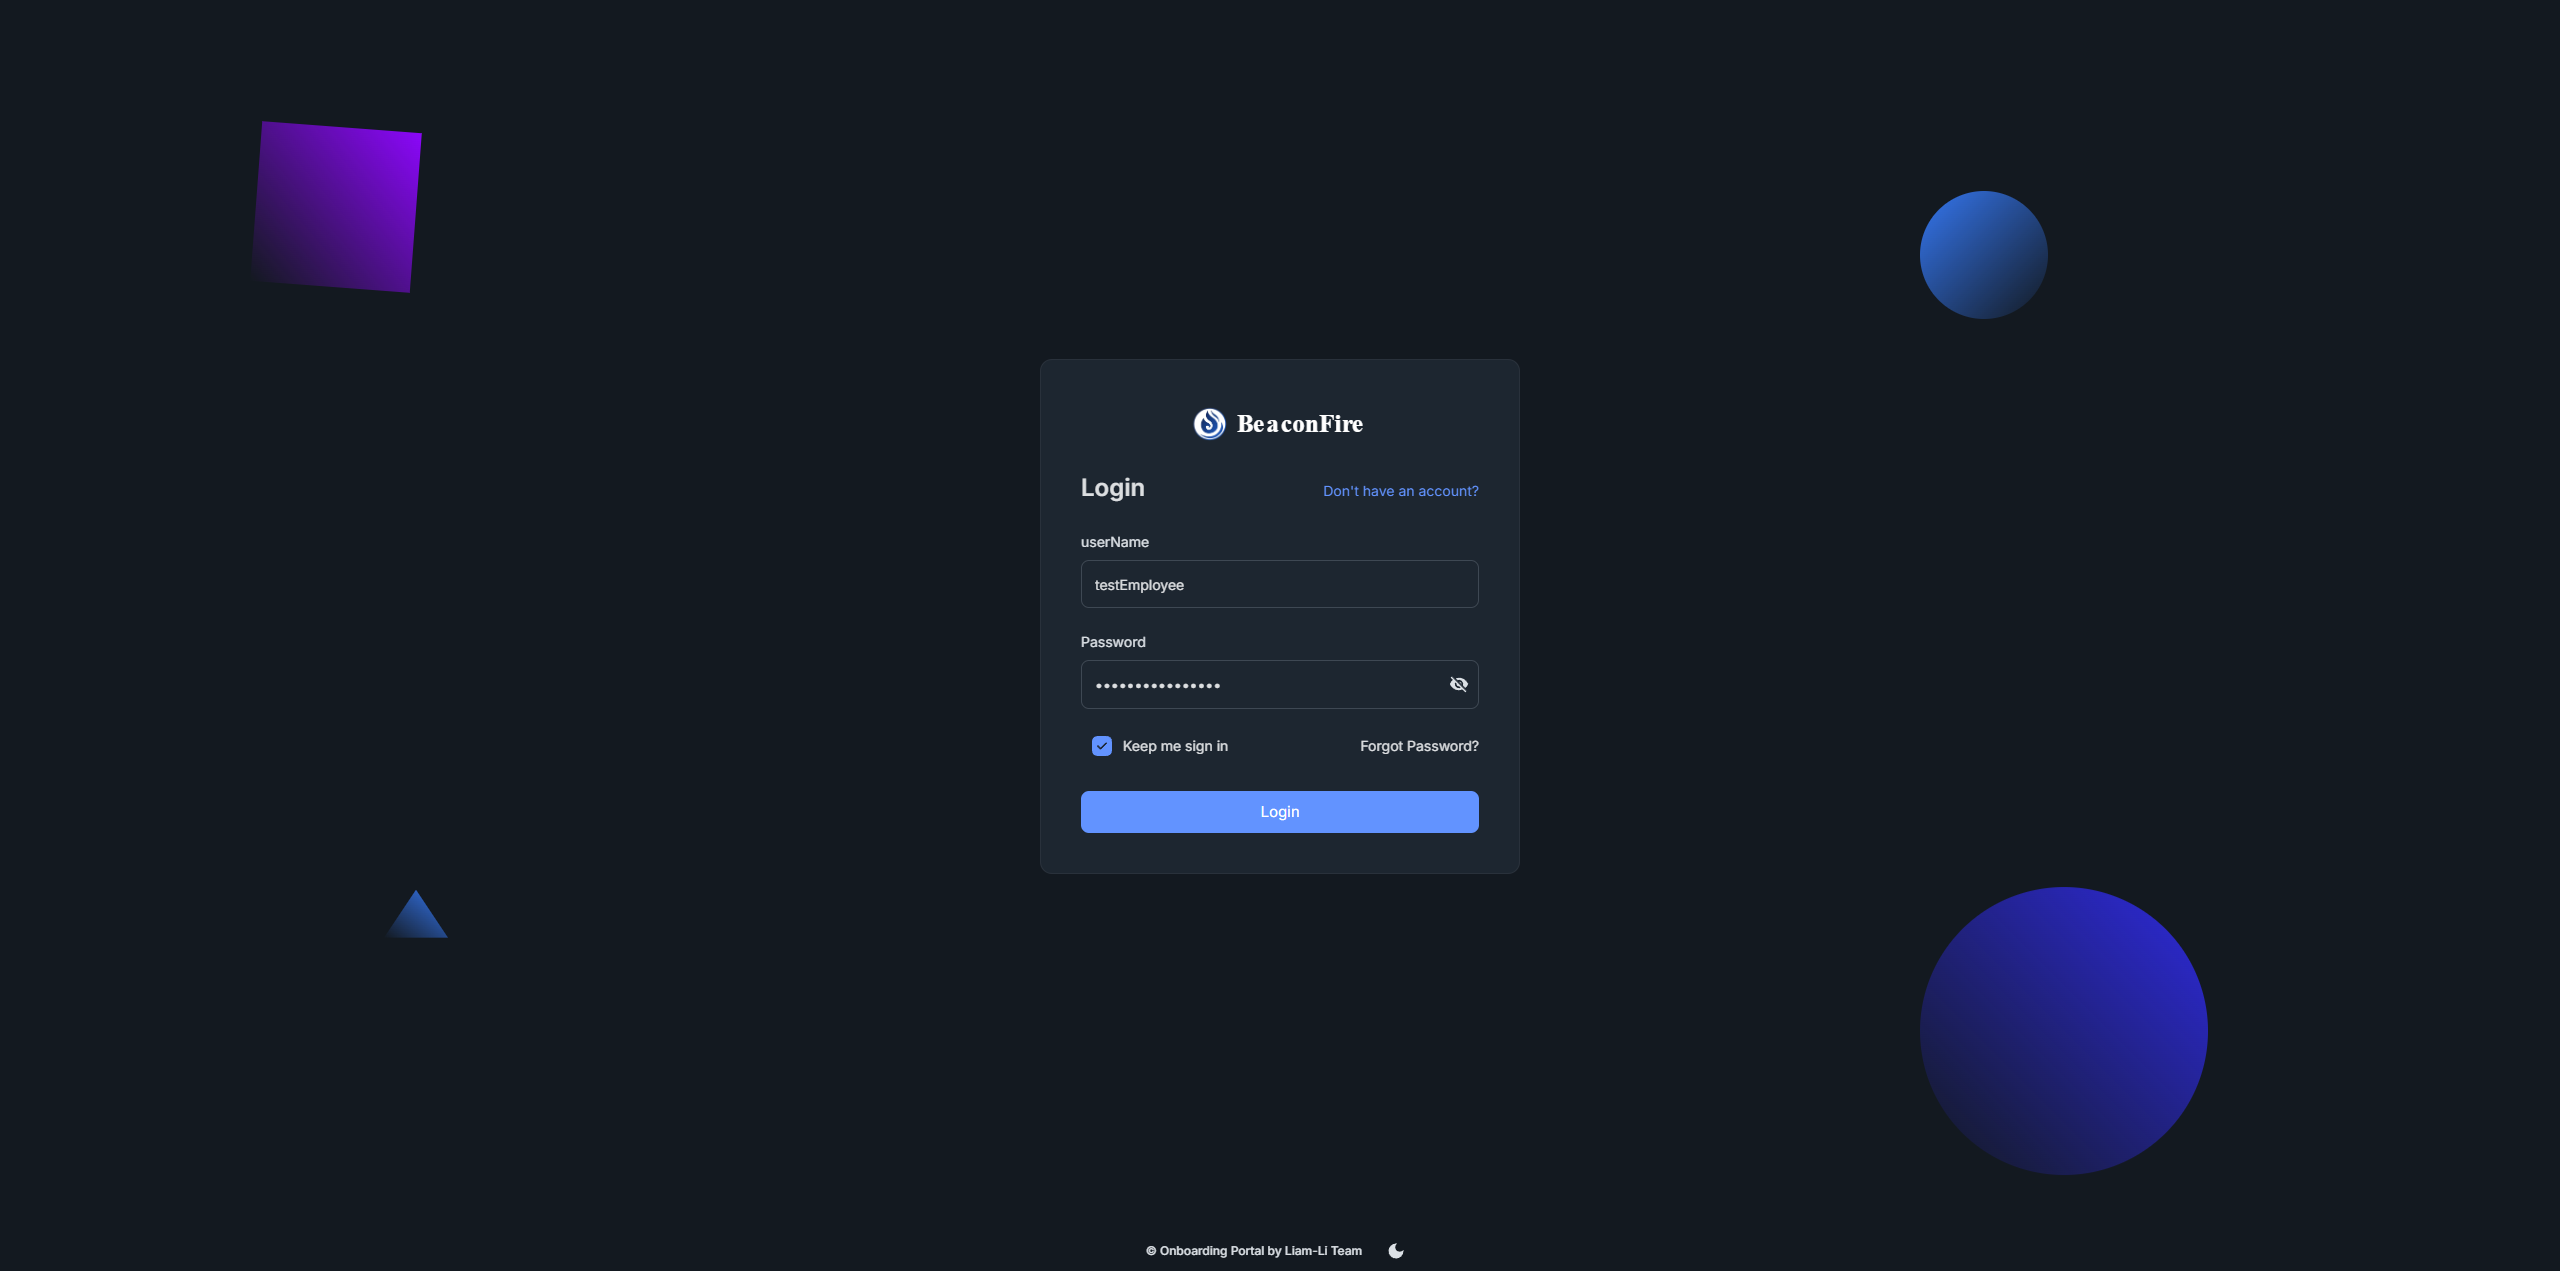 BeaconFire
Login
Don't have an account?
userName
testEmployee
Password
••••••••••••••••
Keep me sign in
Forgot Password?
Login
© Onboarding Portal by Liam-Li Team